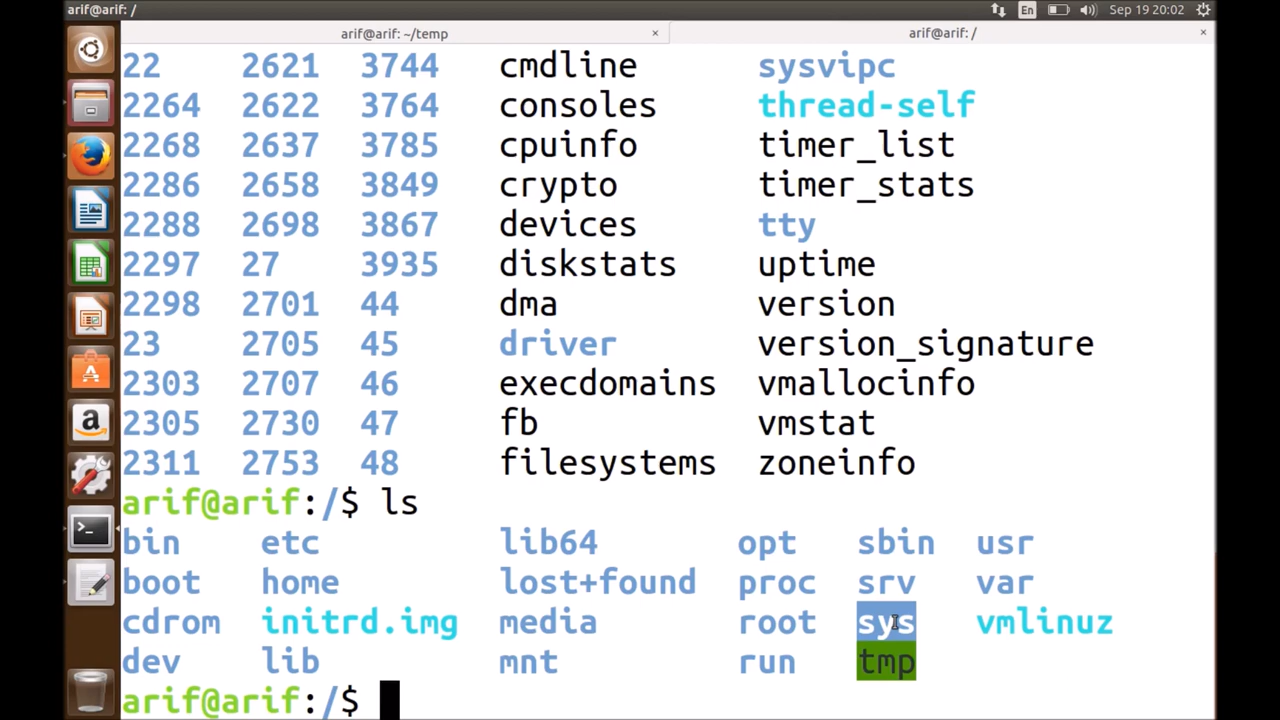 arif@arif: /
En
Sep 19 20:02
arif@arif: ~/temp × arif@arif: / ×
22 2621 3744 cmdline sysvipc
2264 2622 3764 consoles thread-self
2268 2637 3785 cpuinfo timer_list
2286 2658 3849 crypto timer_stats
2288 2698 3867 devices tty
2297 27 3935 diskstats uptime
2298 2701 44 dma version
23 2705 45 driver version_signature
2303 2707 46 execdomains vmallocinfo
2305 2730 47 fb vmstat
2311 2753 48 filesystems zoneinfo
arif@arif:/$ ls
bin etc lib64 opt sbin usr
boot home lost+found proc srv var
cdrom initrd.img media root sys vmlinuz
dev lib mnt run tmp
arif@arif:/$